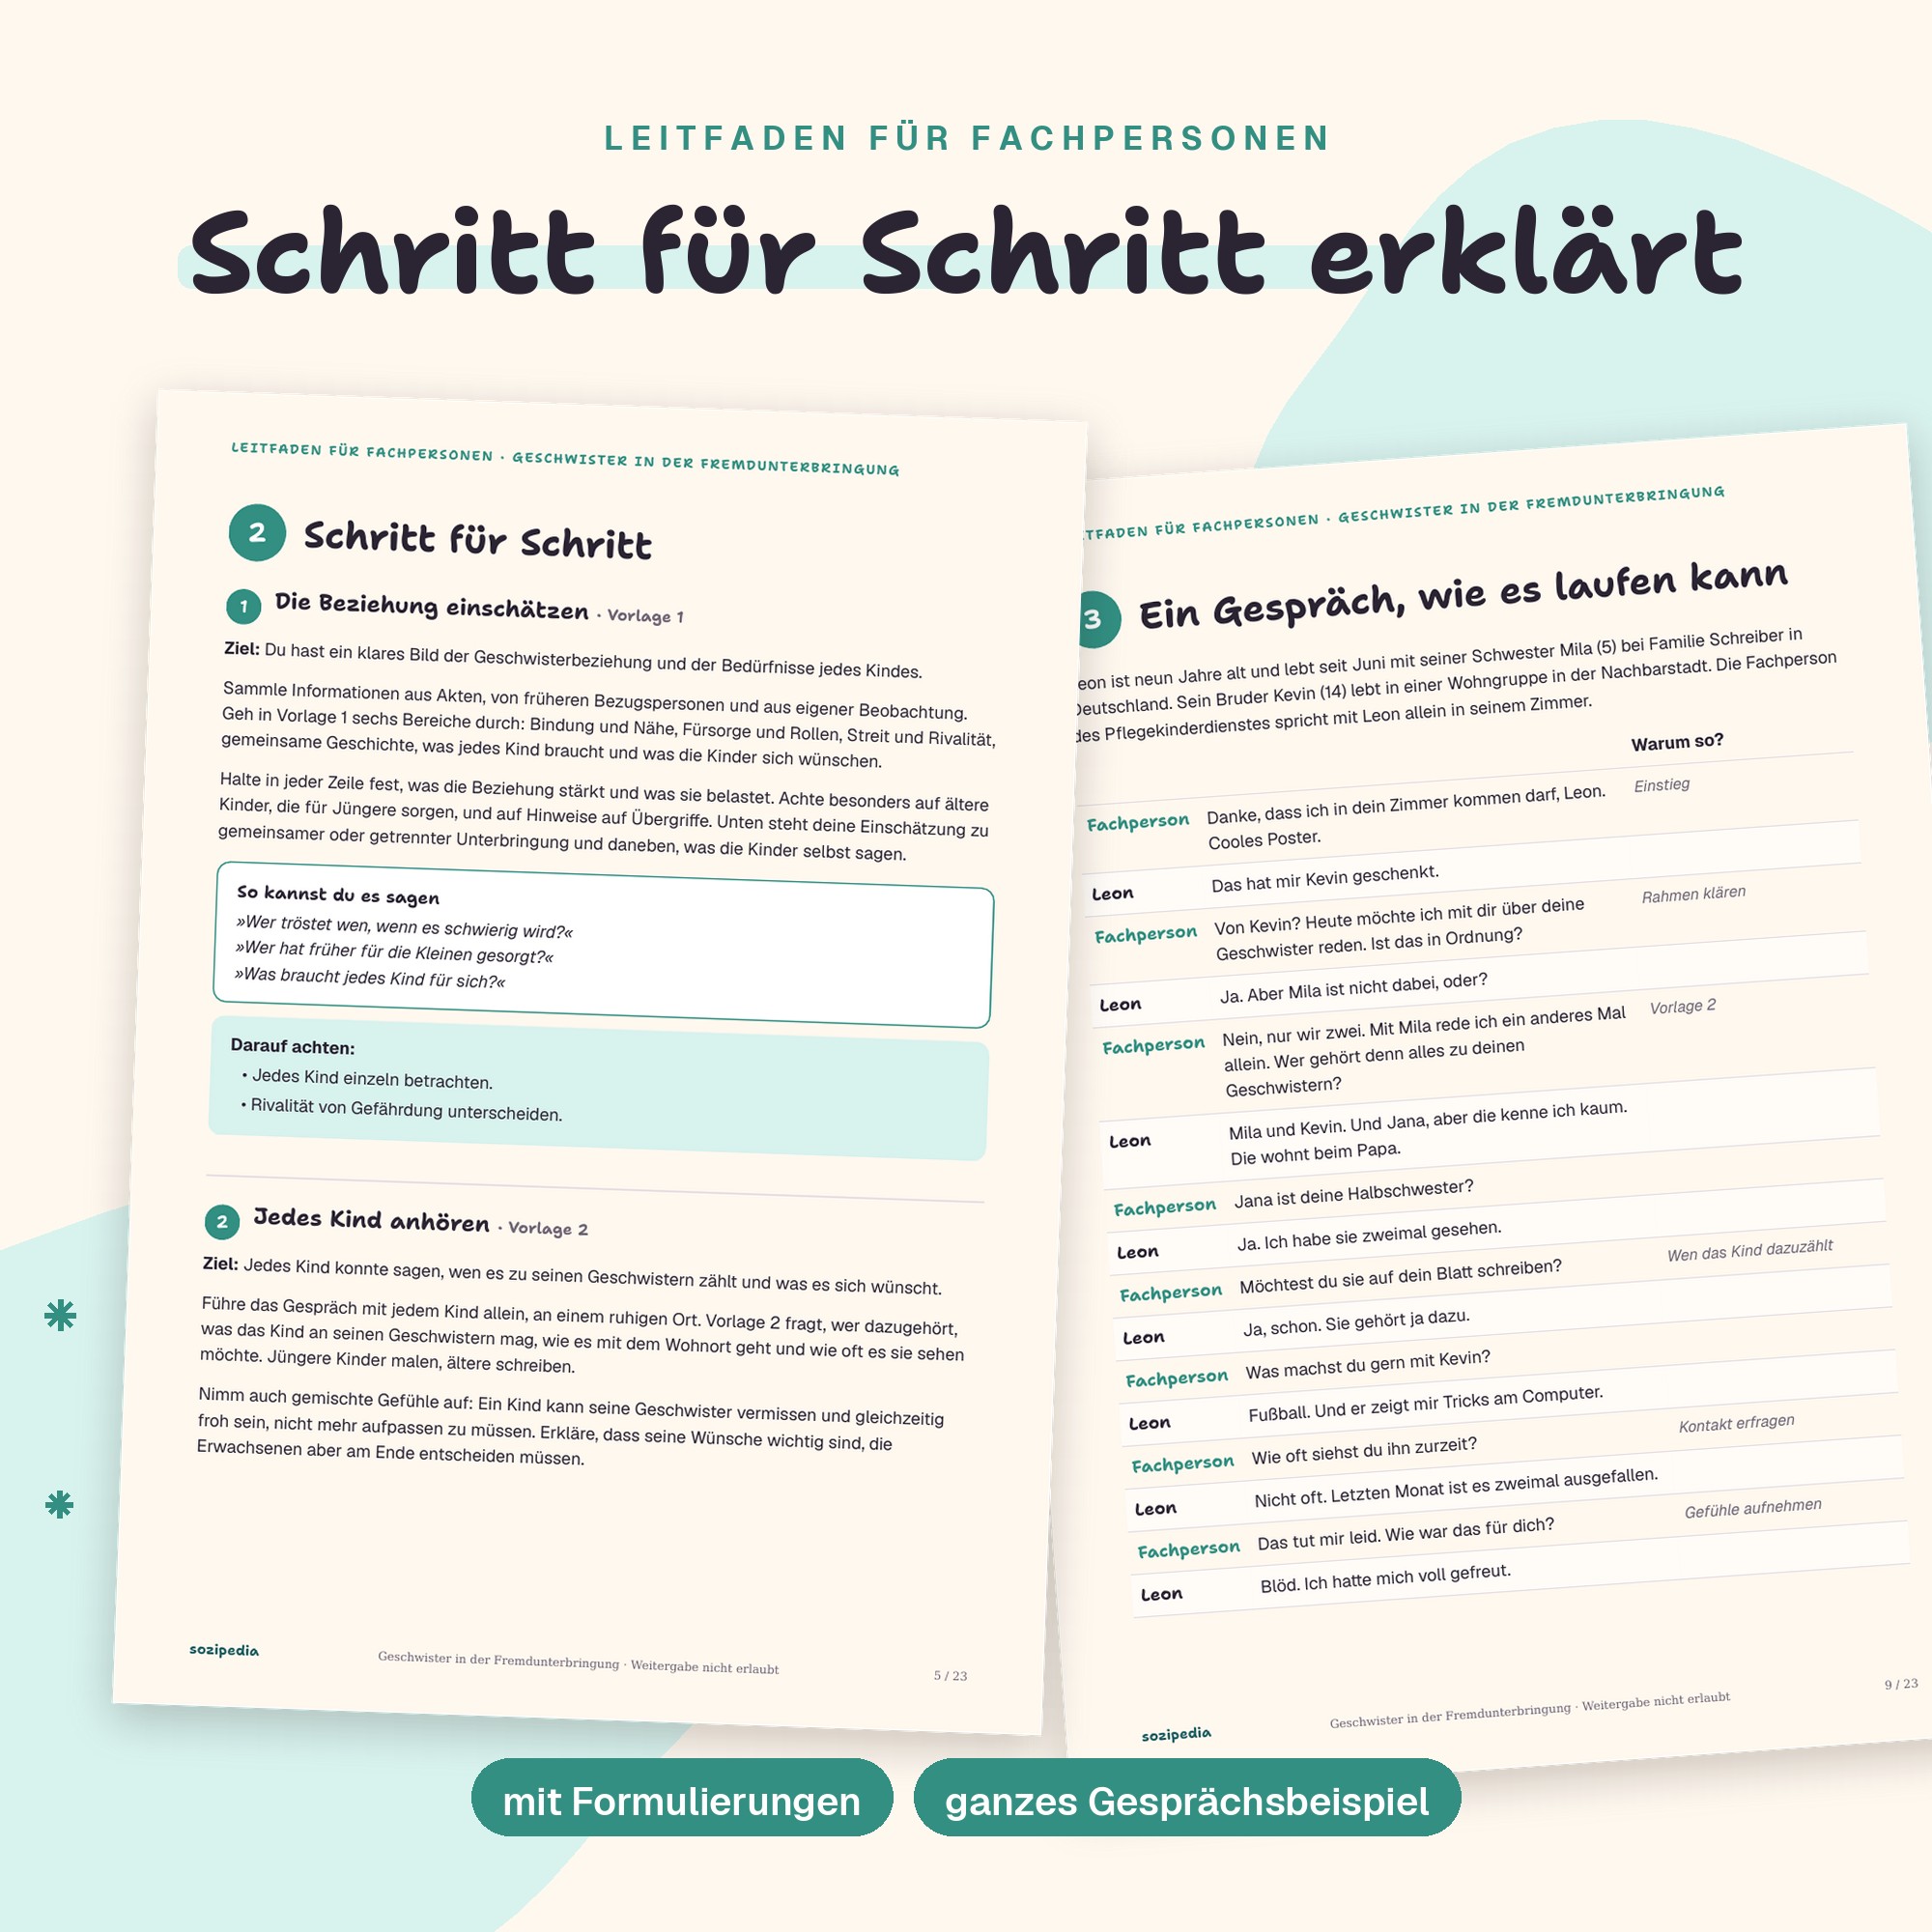 LEITFADEN FÜR FACHPERSONEN
Schritt für Schritt erklärt
LEITFADEN FÜR FACHPERSONEN · GESCHWISTER IN DER FREMDUNTERBRINGUNG
2 Schritt für Schritt
1 Die Beziehung einschätzen · Vorlage 1
Ziel: Du hast ein klares Bild der Geschwisterbeziehung und der Bedürfnisse jedes Kindes.
Sammle Informationen aus Akten, von früheren Bezugspersonen und aus eigener Beobachtung.
Geh in Vorlage 1 sechs Bereiche durch: Bindung und Nähe, Fürsorge und Rollen, Streit und Rivalität,
gemeinsame Geschichte, was jedes Kind braucht und was die Kinder sich wünschen.
Halte in jeder Zeile fest, was die Beziehung stärkt und was sie belastet. Achte besonders auf ältere
Kinder, die für Jüngere sorgen, und auf Hinweise auf Übergriffe. Unten steht deine Einschätzung zu
gemeinsamer oder getrennter Unterbringung und daneben, was die Kinder selbst sagen.
So kannst du es sagen
»Wer tröstet wen, wenn es schwierig wird?«
»Wer hat früher für die Kleinen gesorgt?«
»Was braucht jedes Kind für sich?«
Darauf achten:
• Jedes Kind einzeln betrachten.
• Rivalität von Gefährdung unterscheiden.
2 Jedes Kind anhören · Vorlage 2
Ziel: Jedes Kind konnte sagen, wen es zu seinen Geschwistern zählt und was es sich wünscht.
Führe das Gespräch mit jedem Kind allein, an einem ruhigen Ort. Vorlage 2 fragt, wer dazugehört,
was das Kind an seinen Geschwistern mag, wie es mit dem Wohnort geht und wie oft es sie sehen
möchte. Jüngere Kinder malen, ältere schreiben.
Nimm auch gemischte Gefühle auf: Ein Kind kann seine Geschwister vermissen und gleichzeitig
froh sein, nicht mehr aufpassen zu müssen. Erkläre, dass seine Wünsche wichtig sind, die
Erwachsenen aber am Ende entscheiden müssen.
sozipedia Geschwister in der Fremdunterbringung · Weitergabe nicht erlaubt 5 / 23
TFADEN FÜR FACHPERSONEN · GESCHWISTER IN DER FREMDUNTERBRINGUNG
3 Ein Gespräch, wie es laufen kann
eon ist neun Jahre alt und lebt seit Juni mit seiner Schwester Mila (5) bei Familie Schreiber in
Deutschland. Sein Bruder Kevin (14) lebt in einer Wohngruppe in der Nachbarstadt. Die Fachperson
des Pflegekinderdienstes spricht mit Leon allein in seinem Zimmer.
Warum so?
Fachperson Danke, dass ich in dein Zimmer kommen darf, Leon. Einstieg
Cooles Poster.
Leon Das hat mir Kevin geschenkt.
Fachperson Von Kevin? Heute möchte ich mit dir über deine Rahmen klären
Geschwister reden. Ist das in Ordnung?
Leon Ja. Aber Mila ist nicht dabei, oder?
Fachperson Nein, nur wir zwei. Mit Mila rede ich ein anderes Mal Vorlage 2
allein. Wer gehört denn alles zu deinen
Geschwistern?
Leon Mila und Kevin. Und Jana, aber die kenne ich kaum.
Die wohnt beim Papa.
Fachperson Jana ist deine Halbschwester?
Leon Ja. Ich habe sie zweimal gesehen.
Fachperson Möchtest du sie auf dein Blatt schreiben? Wen das Kind dazuzählt
Leon Ja, schon. Sie gehört ja dazu.
Fachperson Was machst du gern mit Kevin?
Leon Fußball. Und er zeigt mir Tricks am Computer.
Fachperson Wie oft siehst du ihn zurzeit? Kontakt erfragen
Leon Nicht oft. Letzten Monat ist es zweimal ausgefallen.
Fachperson Das tut mir leid. Wie war das für dich? Gefühle aufnehmen
Leon Blöd. Ich hatte mich voll gefreut.
sozipedia Geschwister in der Fremdunterbringung · Weitergabe nicht erlaubt 9 / 23
mit Formulierungen
ganzes Gesprächsbeispiel